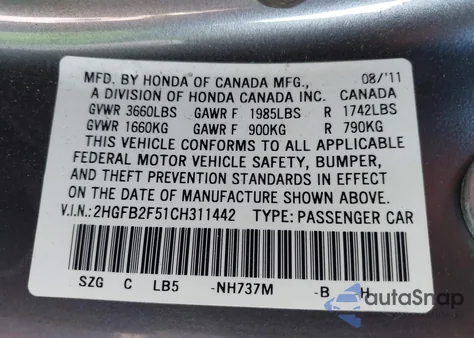 MFD. BY HONDA OF CANADA MFG., 08/'11
A DIVISION OF HONDA CANADA INC. CANADA
GVWR 3660LBS GAWR F 1985LBS R 1742LBS
GVWR 1660KG GAWR F 900KG R 790KG
THIS VEHICLE CONFORMS TO ALL APPLICABLE
FEDERAL MOTOR VEHICLE SAFETY, BUMPER,
AND THEFT PREVENTION STANDARDS IN EFFECT
ON THE DATE OF MANUFACTURE SHOWN ABOVE.
V.I.N.:2HGFB2F51CH311442 TYPE: PASSENGER CAR
SZG C LB5 -NH737M -B H
autoSnap